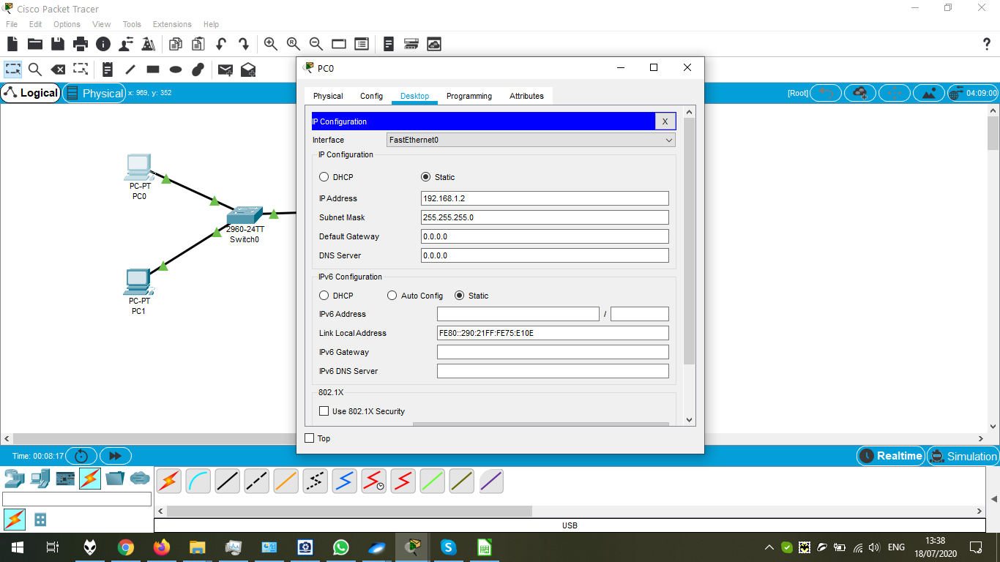 Cisco Packet Tracer
File Edit Options View Tools Extensions Help
Logical
Physical
x: 969, y: 352
[Root]
04:09:00
PC-PT
PC0
2960-24TT
Switch0
PC-PT
PC1
PC0
Physical Config Desktop Programming Attributes
IP Configuration X
Interface FastEthernet0
IP Configuration
DHCP Static
IP Address 192.168.1.2
Subnet Mask 255.255.255.0
Default Gateway 0.0.0.0
DNS Server 0.0.0.0
IPv6 Configuration
DHCP Auto Config Static
IPv6 Address /
Link Local Address FE80::290:21FF:FE75:E10E
IPv6 Gateway
IPv6 DNS Server
802.1X
Use 802.1X Security
Top
Time: 00:08:17
Realtime
Simulation
USB
ENG
13:38
18/07/2020